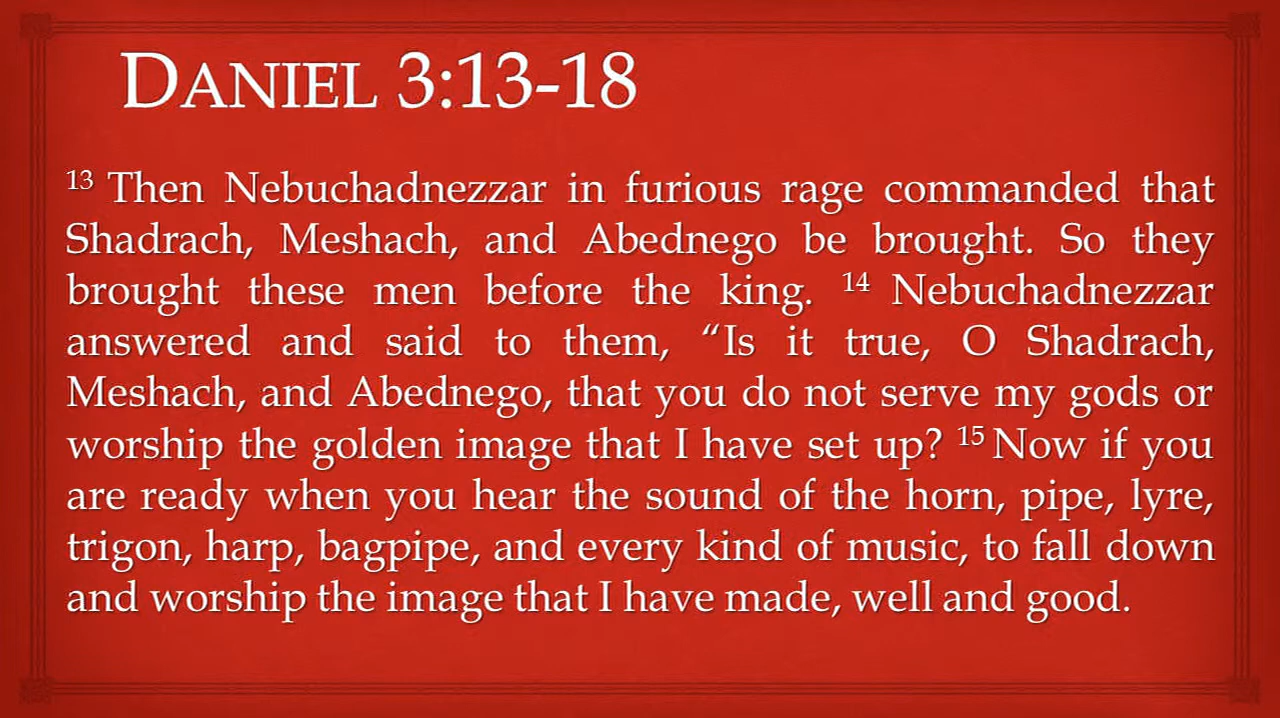 DANIEL 3:13-18
13 Then Nebuchadnezzar in furious rage commanded that
Shadrach, Meshach, and Abednego be brought. So they
brought these men before the king. 14 Nebuchadnezzar
answered and said to them, “Is it true, O Shadrach,
Meshach, and Abednego, that you do not serve my gods or
worship the golden image that I have set up? 15 Now if you
are ready when you hear the sound of the horn, pipe, lyre,
trigon, harp, bagpipe, and every kind of music, to fall down
and worship the image that I have made, well and good.